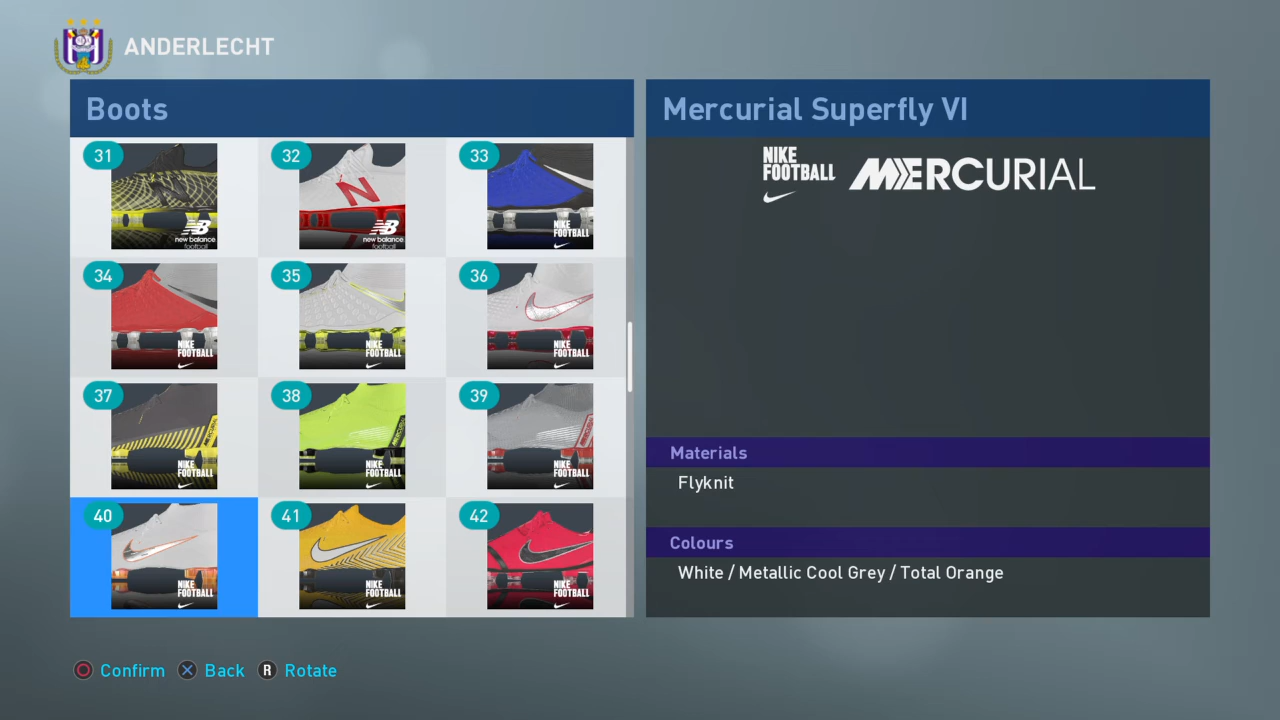 ANDERLECHT
Boots
31
32
33
new balance
football
new balance
football
NIKE
FOOTBALL
34
35
36
NIKE
FOOTBALL
NIKE
FOOTBALL
NIKE
FOOTBALL
37
38
39
NIKE
FOOTBALL
NIKE
FOOTBALL
NIKE
FOOTBALL
40
41
42
NIKE
FOOTBALL
NIKE
FOOTBALL
NIKE
FOOTBALL
Mercurial Superfly VI
NIKE
FOOTBALL
MERCURIAL
Materials
Flyknit
Colours
White / Metallic Cool Grey / Total Orange
Confirm
Back
R
Rotate